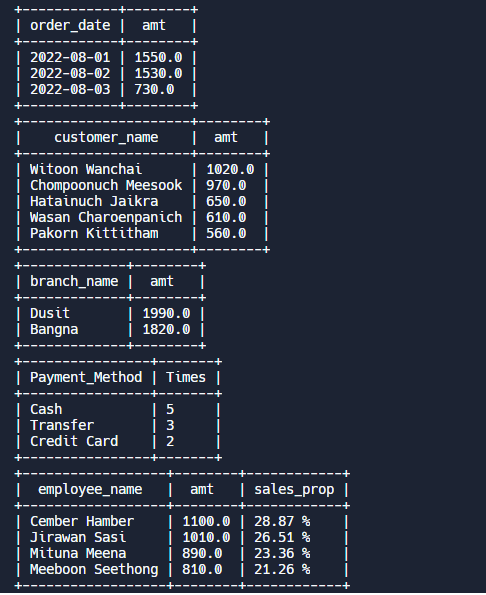 +------------+--------+
| order_date | amt |
+------------+--------+
| 2022-08-01 | 1550.0 |
| 2022-08-02 | 1530.0 |
| 2022-08-03 | 730.0 |
+------------+--------+
+---------------------+--------+
| customer_name | amt |
+---------------------+--------+
| Witoon Wanchai | 1020.0 |
| Chompoonuch Meesook | 970.0 |
| Hatainuch Jaikra | 650.0 |
| Wasan Charoenpanich | 610.0 |
| Pakorn Kittitham | 560.0 |
+---------------------+--------+
+-------------+--------+
| branch_name | amt |
+-------------+--------+
| Dusit | 1990.0 |
| Bangna | 1820.0 |
+-------------+--------+
+----------------+-------+
| Payment_Method | Times |
+----------------+-------+
| Cash | 5 |
| Transfer | 3 |
| Credit Card | 2 |
+----------------+-------+
+------------------+--------+------------+
| employee_name | amt | sales_prop |
+------------------+--------+------------+
| Cember Hamber | 1100.0 | 28.87 % |
| Jirawan Sasi | 1010.0 | 26.51 % |
| Mituna Meena | 890.0 | 23.36 % |
| Meeboon Seethong | 810.0 | 21.26 % |
+------------------+--------+------------+